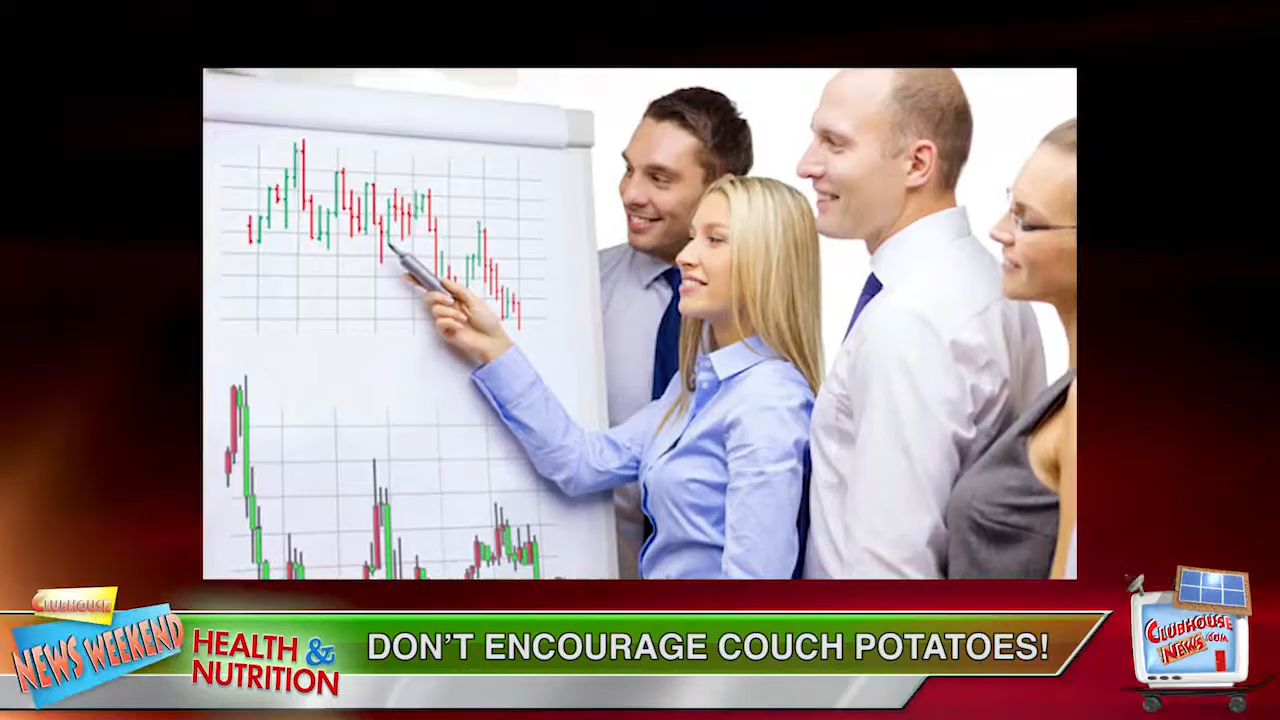 CLUBHOUSE
NEWS WEEKEND
HEALTH &
NUTRITION
DON'T ENCOURAGE COUCH POTATOES!
CLUBHOUSE
NEWS.COM